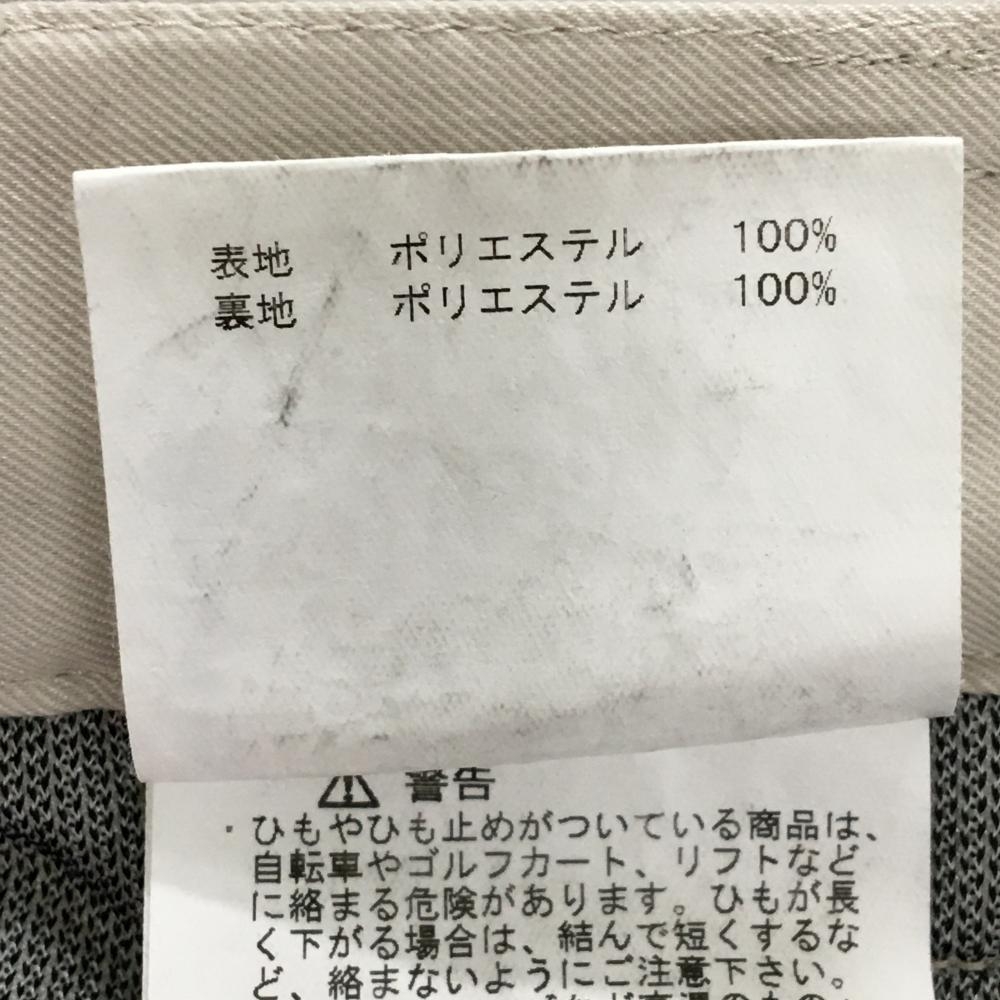 表地 ポリエステル 100%
裏地 ポリエステル 100%
警告
・ひもやひも止めがついている商品は、
自転車やゴルフカート、リフトなど
に絡まる危険があります。ひもが長
く下がる場合は、結んで短くするな
ど、絡まないようにご注意下さい。